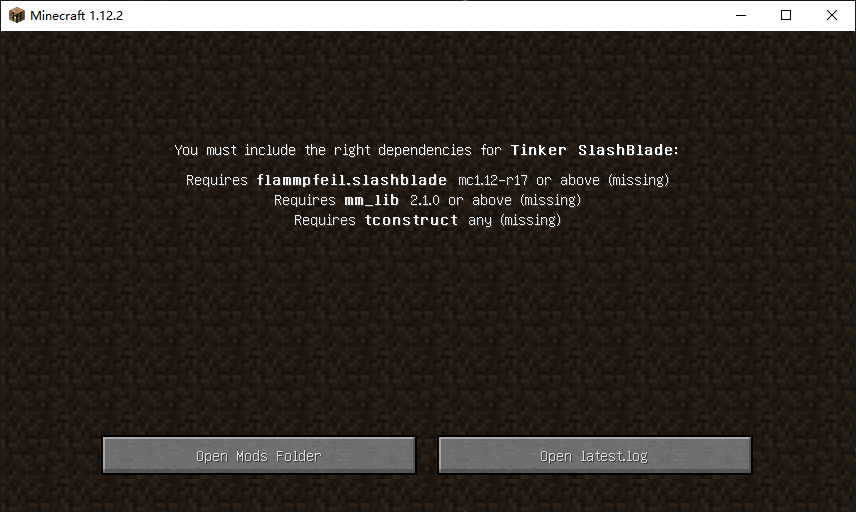 Minecraft 1.12.2
You must include the right dependencies for Tinker SlashBlade:
Requires flammpfeil.slashblade mc1.12-r17 or above (missing)
Requires mm_lib 2.1.0 or above (missing)
Requires tconstruct any (missing)
Open Mods Folder
Open latest.log